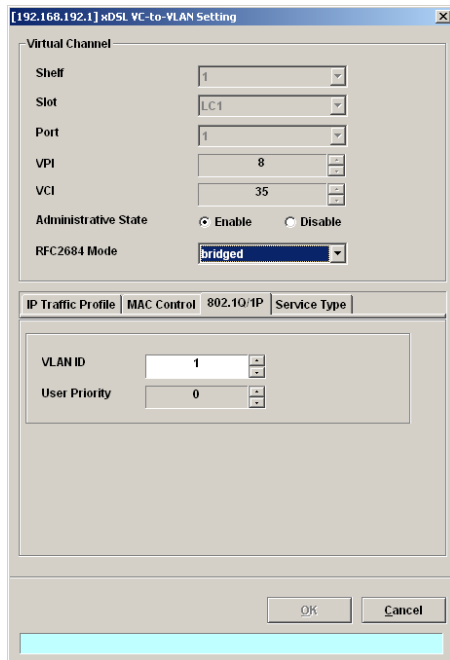 [192.168.192.1] xDSL VC-to-VLAN Setting
Virtual Channel
Shelf 1
Slot LC1
Port 1
VPI 8
VCI 35
Administrative State Enable Disable
RFC2684 Mode bridged
IP Traffic Profile MAC Control 802.1Q/1P Service Type
VLAN ID 1
User Priority 0
OK Cancel